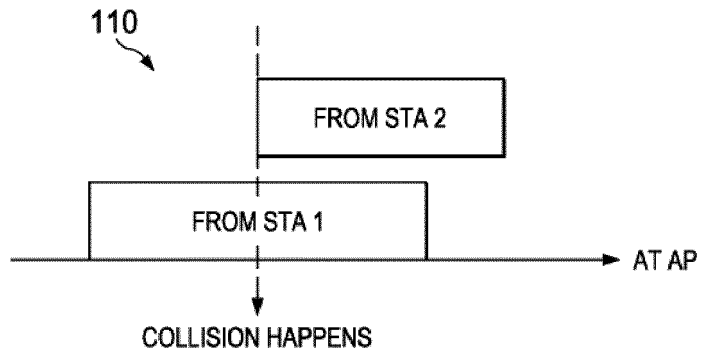 110
FROM STA 2
FROM STA 1
AT AP
COLLISION HAPPENS